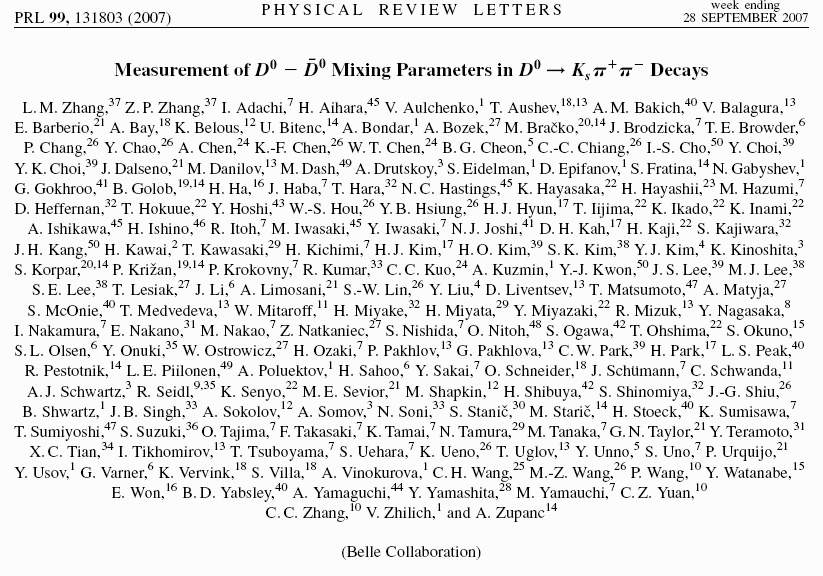 PRL 99, 131803 (2007)
PHYSICAL REVIEW LETTERS
week ending
28 SEPTEMBER 2007
Measurement of D⁰ − D̄⁰ Mixing Parameters in D⁰ → Kₛπ⁺π⁻ Decays
L. M. Zhang,³⁷ Z. P. Zhang,³⁷ I. Adachi,⁷ H. Aihara,⁴⁵ V. Aulchenko,¹ T. Aushev,¹⁸,¹³ A. M. Bakich,⁴⁰ V. Balagura,¹³
E. Barberio,²¹ A. Bay,¹⁸ K. Belous,¹² U. Bitenc,¹⁴ A. Bondar,¹ A. Bozek,²⁷ M. Bračko,²⁰,¹⁴ J. Brodzicka,⁷ T. E. Browder,⁶
P. Chang,²⁶ Y. Chao,²⁶ A. Chen,²⁴ K.-F. Chen,²⁶ W. T. Chen,²⁴ B. G. Cheon,⁵ C.-C. Chiang,²⁶ I.-S. Cho,⁵⁰ Y. Choi,³⁹
Y. K. Choi,³⁹ J. Dalseno,²¹ M. Danilov,¹³ M. Dash,⁴⁹ A. Drutskoy,³ S. Eidelman,¹ D. Epifanov,¹ S. Fratina,¹⁴ N. Gabyshev,¹
G. Gokhroo,⁴¹ B. Golob,¹⁹,¹⁴ H. Ha,¹⁶ J. Haba,⁷ T. Hara,³² N. C. Hastings,⁴⁵ K. Hayasaka,²² H. Hayashii,²³ M. Hazumi,⁷
D. Heffernan,³² T. Hokuue,²² Y. Hoshi,⁴³ W.-S. Hou,²⁶ Y. B. Hsiung,²⁶ H. J. Hyun,¹⁷ T. Iijima,²² K. Ikado,²² K. Inami,²²
A. Ishikawa,⁴⁵ H. Ishino,⁴⁶ R. Itoh,⁷ M. Iwasaki,⁴⁵ Y. Iwasaki,⁷ N. J. Joshi,⁴¹ D. H. Kah,¹⁷ H. Kaji,²² S. Kajiwara,³²
J. H. Kang,⁵⁰ H. Kawai,² T. Kawasaki,²⁹ H. Kichimi,⁷ H. J. Kim,¹⁷ H. O. Kim,³⁹ S. K. Kim,³⁸ Y. J. Kim,⁴ K. Kinoshita,³
S. Korpar,²⁰,¹⁴ P. Križan,¹⁹,¹⁴ P. Krokovny,⁷ R. Kumar,³³ C. C. Kuo,²⁴ A. Kuzmin,¹ Y.-J. Kwon,⁵⁰ J. S. Lee,³⁹ M. J. Lee,³⁸
S. E. Lee,³⁸ T. Lesiak,²⁷ J. Li,⁶ A. Limosani,²¹ S.-W. Lin,²⁶ Y. Liu,⁴ D. Liventsev,¹³ T. Matsumoto,⁴⁷ A. Matyja,²⁷
S. McOnie,⁴⁰ T. Medvedeva,¹³ W. Mitaroff,¹¹ H. Miyake,³² H. Miyata,²⁹ Y. Miyazaki,²² R. Mizuk,¹³ Y. Nagasaka,⁸
I. Nakamura,⁷ E. Nakano,³¹ M. Nakao,⁷ Z. Natkaniec,²⁷ S. Nishida,⁷ O. Nitoh,⁴⁸ S. Ogawa,⁴² T. Ohshima,²² S. Okuno,¹⁵
S. L. Olsen,⁶ Y. Onuki,³⁵ W. Ostrowicz,²⁷ H. Ozaki,⁷ P. Pakhlov,¹³ G. Pakhlova,¹³ C. W. Park,³⁹ H. Park,¹⁷ L. S. Peak,⁴⁰
R. Pestotnik,¹⁴ L. E. Piilonen,⁴⁹ A. Poluektov,¹ H. Sahoo,⁶ Y. Sakai,⁷ O. Schneider,¹⁸ J. Schümann,⁷ C. Schwanda,¹¹
A. J. Schwartz,³ R. Seidl,⁹,³⁵ K. Senyo,²² M. E. Sevior,²¹ M. Shapkin,¹² H. Shibuya,⁴² S. Shinomiya,³² J.-G. Shiu,²⁶
B. Shwartz,¹ J. B. Singh,³³ A. Sokolov,¹² A. Somov,³ N. Soni,³³ S. Stanič,³⁰ M. Starič,¹⁴ H. Stoeck,⁴⁰ K. Sumisawa,⁷
T. Sumiyoshi,⁴⁷ S. Suzuki,³⁶ O. Tajima,⁷ F. Takasaki,⁷ K. Tamai,⁷ N. Tamura,²⁹ M. Tanaka,⁷ G. N. Taylor,²¹ Y. Teramoto,³¹
X. C. Tian,³⁴ I. Tikhomirov,¹³ T. Tsuboyama,⁷ S. Uehara,⁷ K. Ueno,²⁶ T. Uglov,¹³ Y. Unno,⁵ S. Uno,⁷ P. Urquijo,²¹
Y. Usov,¹ G. Varner,⁶ K. Vervink,¹⁸ S. Villa,¹⁸ A. Vinokurova,¹ C. H. Wang,²⁵ M.-Z. Wang,²⁶ P. Wang,¹⁰ Y. Watanabe,¹⁵
E. Won,¹⁶ B. D. Yabsley,⁴⁰ A. Yamaguchi,⁴⁴ Y. Yamashita,²⁸ M. Yamauchi,⁷ C. Z. Yuan,¹⁰
C. C. Zhang,¹⁰ V. Zhilich,¹ and A. Zupanc¹⁴
(Belle Collaboration)